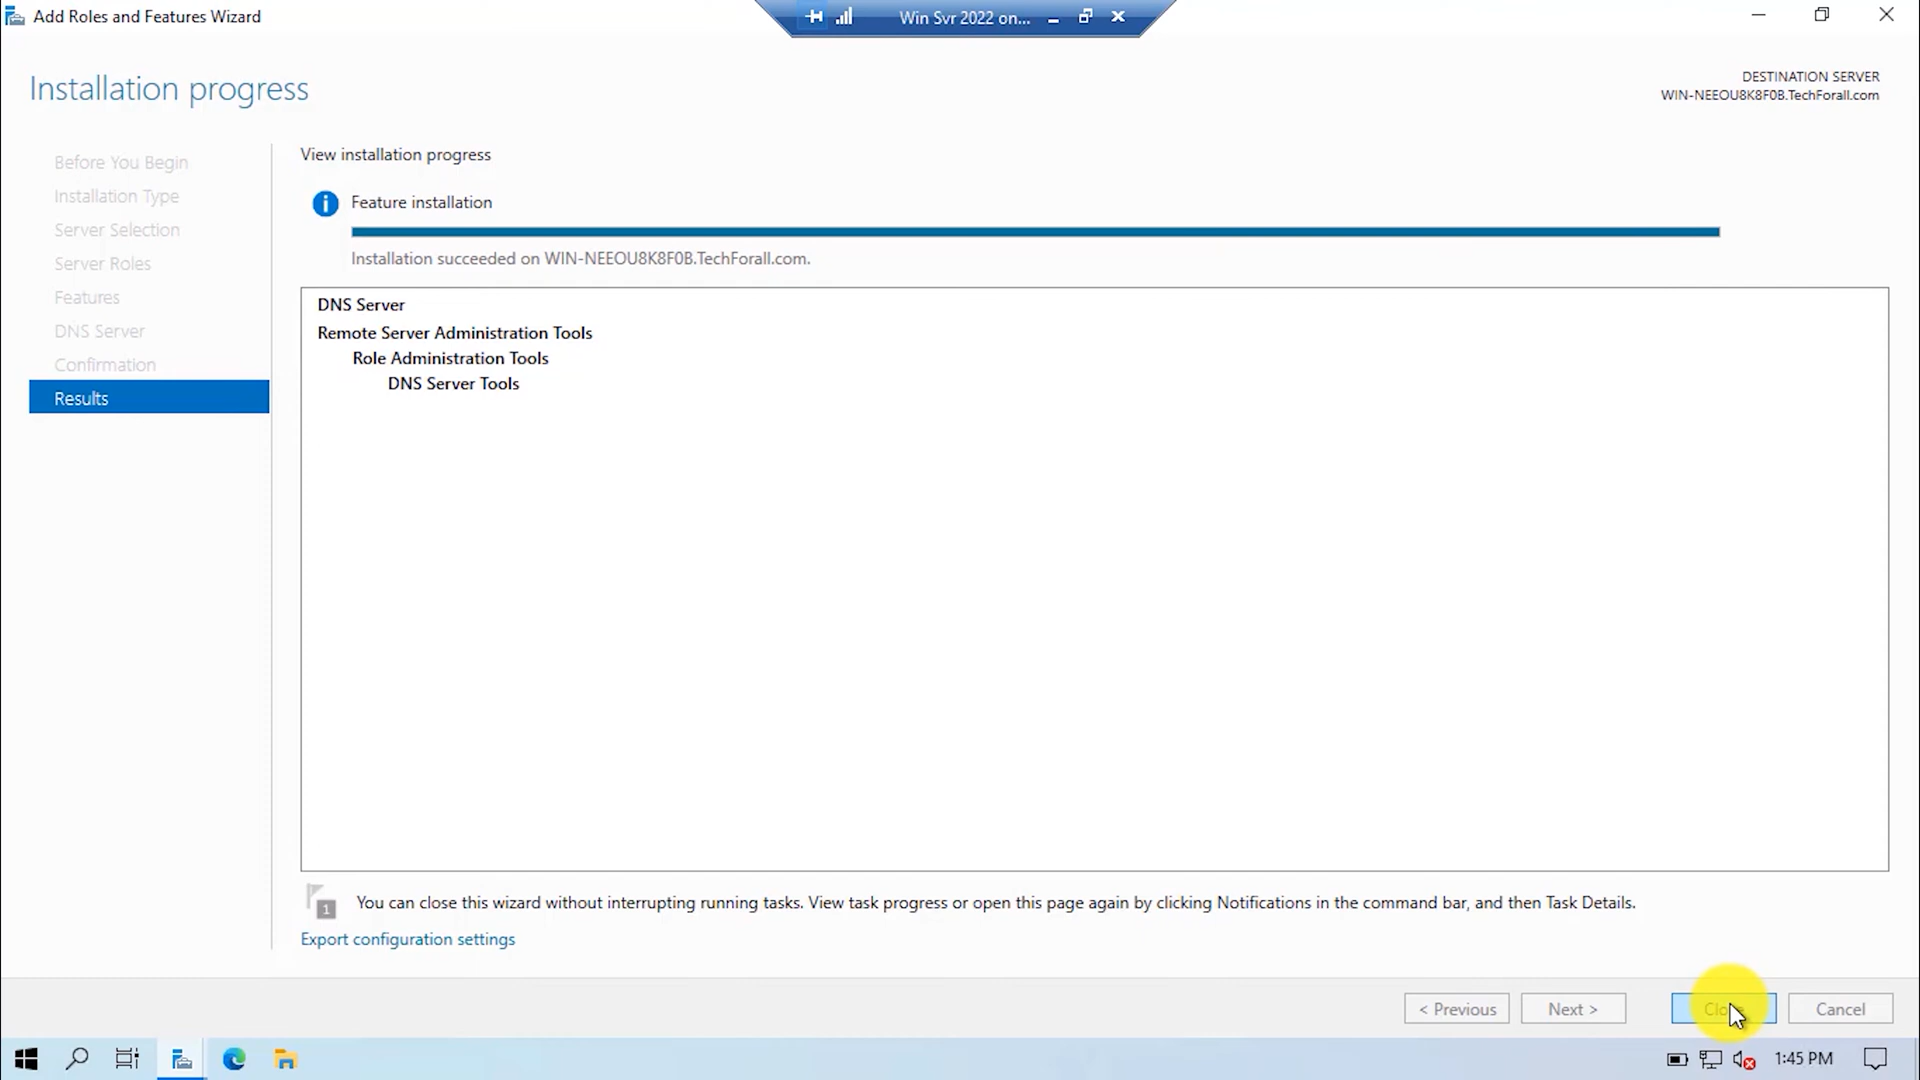 Add Roles and Features Wizard
Win Svr 2022 on...
Installation progress
DESTINATION SERVER
WIN-NEEOU8K8F0B.TechForall.com
Before You Begin
Installation Type
Server Selection
Server Roles
Features
DNS Server
Confirmation
Results
View installation progress
Feature installation
Installation succeeded on WIN-NEEOU8K8F0B.TechForall.com.
DNS Server
Remote Server Administration Tools
Role Administration Tools
DNS Server Tools
1
You can close this wizard without interrupting running tasks. View task progress or open this page again by clicking Notifications in the command bar, and then Task Details.
Export configuration settings
< Previous
Next >
Close
Cancel
1:45 PM